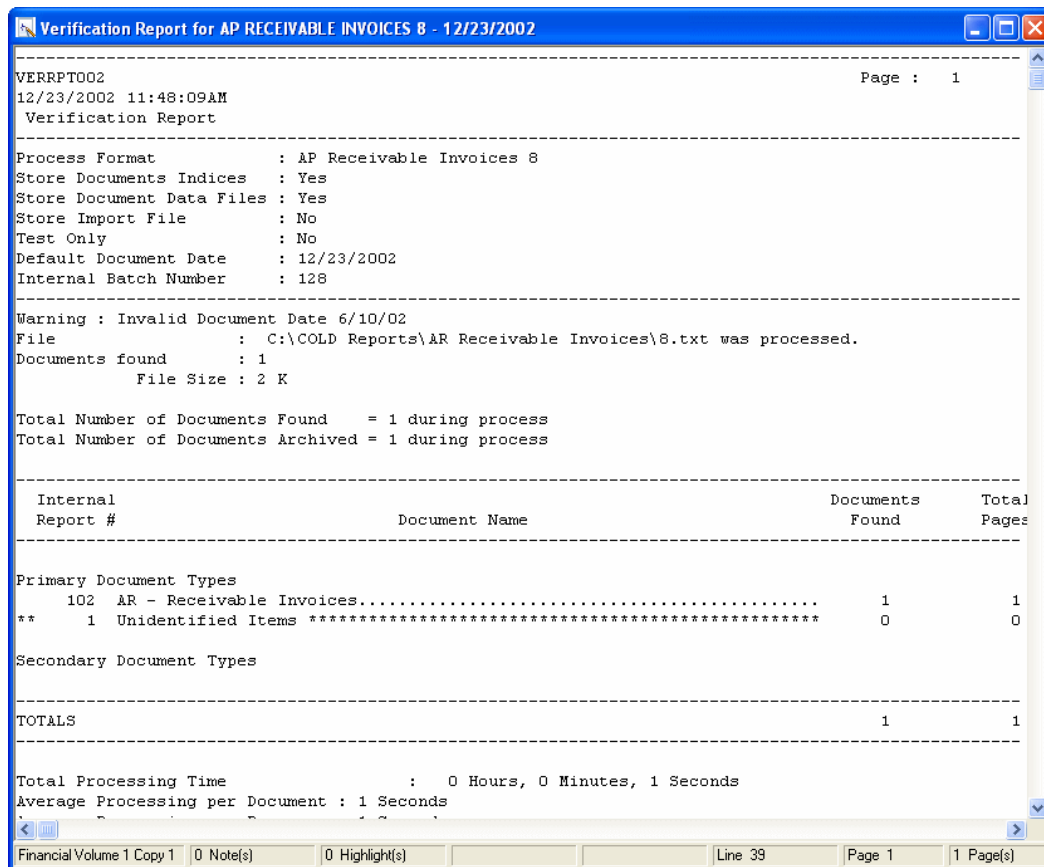 Verification Report for AP RECEIVABLE INVOICES 8 - 12/23/2002
VERRPT002 Page : 1
12/23/2002 11:48:09AM
Verification Report
Process Format : AP Receivable Invoices 8
Store Documents Indices : Yes
Store Document Data Files : Yes
Store Import File : No
Test Only : No
Default Document Date : 12/23/2002
Internal Batch Number : 128
Warning : Invalid Document Date 6/10/02
File : C:\COLD Reports\AR Receivable Invoices\8.txt was processed.
Documents found : 1
File Size : 2 K
Total Number of Documents Found = 1 during process
Total Number of Documents Archived = 1 during process
Internal Documents Total
Report # Document Name Found Pages
Primary Document Types
102 AR - Receivable Invoices.............................................. 1 1
** 1 Unidentified Items *************************************************** 0 0
Secondary Document Types
TOTALS 1 1
Total Processing Time : 0 Hours, 0 Minutes, 1 Seconds
Average Processing per Document : 1 Seconds
Financial Volume 1 Copy 1 0 Note(s) 0 Highlight(s) Line 39 Page 1 1 Page(s)